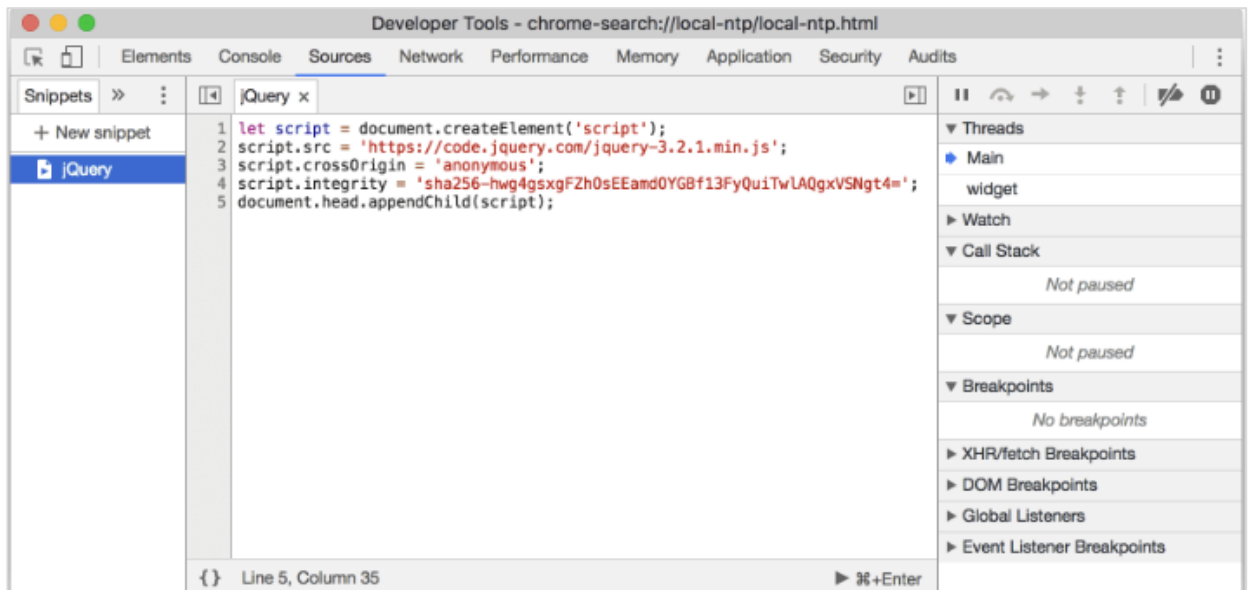 Developer Tools - chrome-search://local-ntp/local-ntp.html
Elements Console Sources Network Performance Memory Application Security Audits
Snippets » jQuery ×
+ New snippet
jQuery
1 let script = document.createElement('script');
2 script.src = 'https://code.jquery.com/jquery-3.2.1.min.js';
3 script.crossOrigin = 'anonymous';
4 script.integrity = 'sha256-hwg4gsxgFZhOsEEamdOYGBf13FyQuiTwlAQgxVSNgt4=';
5 document.head.appendChild(script);
{} Line 5, Column 35
⌘+Enter
Threads
Main
widget
Watch
Call Stack
Not paused
Scope
Not paused
Breakpoints
No breakpoints
XHR/fetch Breakpoints
DOM Breakpoints
Global Listeners
Event Listener Breakpoints